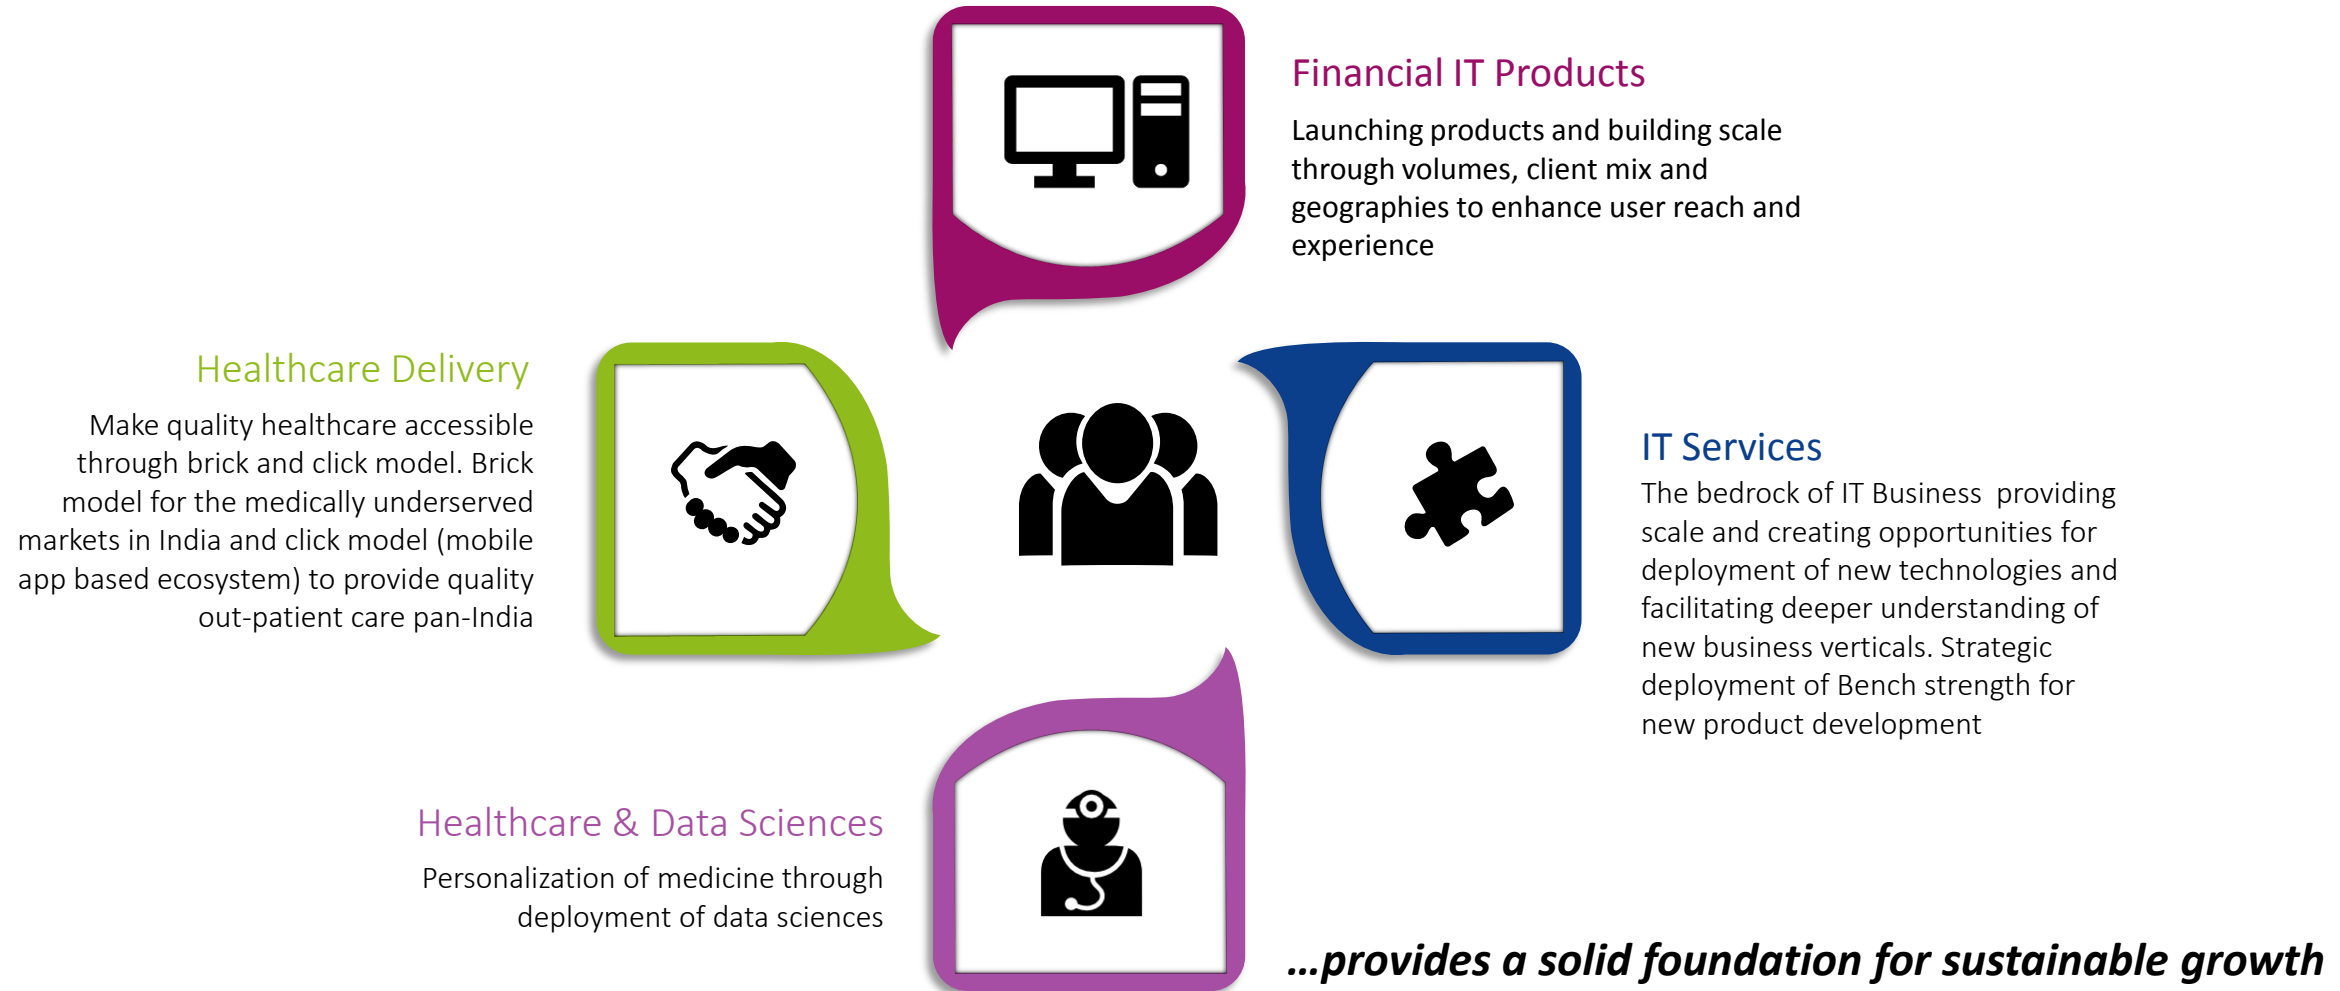 Financial IT Products
Launching products and building scale
through volumes, client mix and
geographies to enhance user reach and
experience
Healthcare Delivery
Make quality healthcare accessible
through brick and click model. Brick
model for the medically underserved
markets in India and click model (mobile
app based ecosystem) to provide quality
out-patient care pan-India
IT Services
The bedrock of IT Business  providing
scale and creating opportunities for
deployment of new technologies and
facilitating deeper understanding of
new business verticals. Strategic
deployment of Bench strength for
new product development
Healthcare & Data Sciences
Personalization of medicine through
deployment of data sciences
...provides a solid foundation for sustainable growth